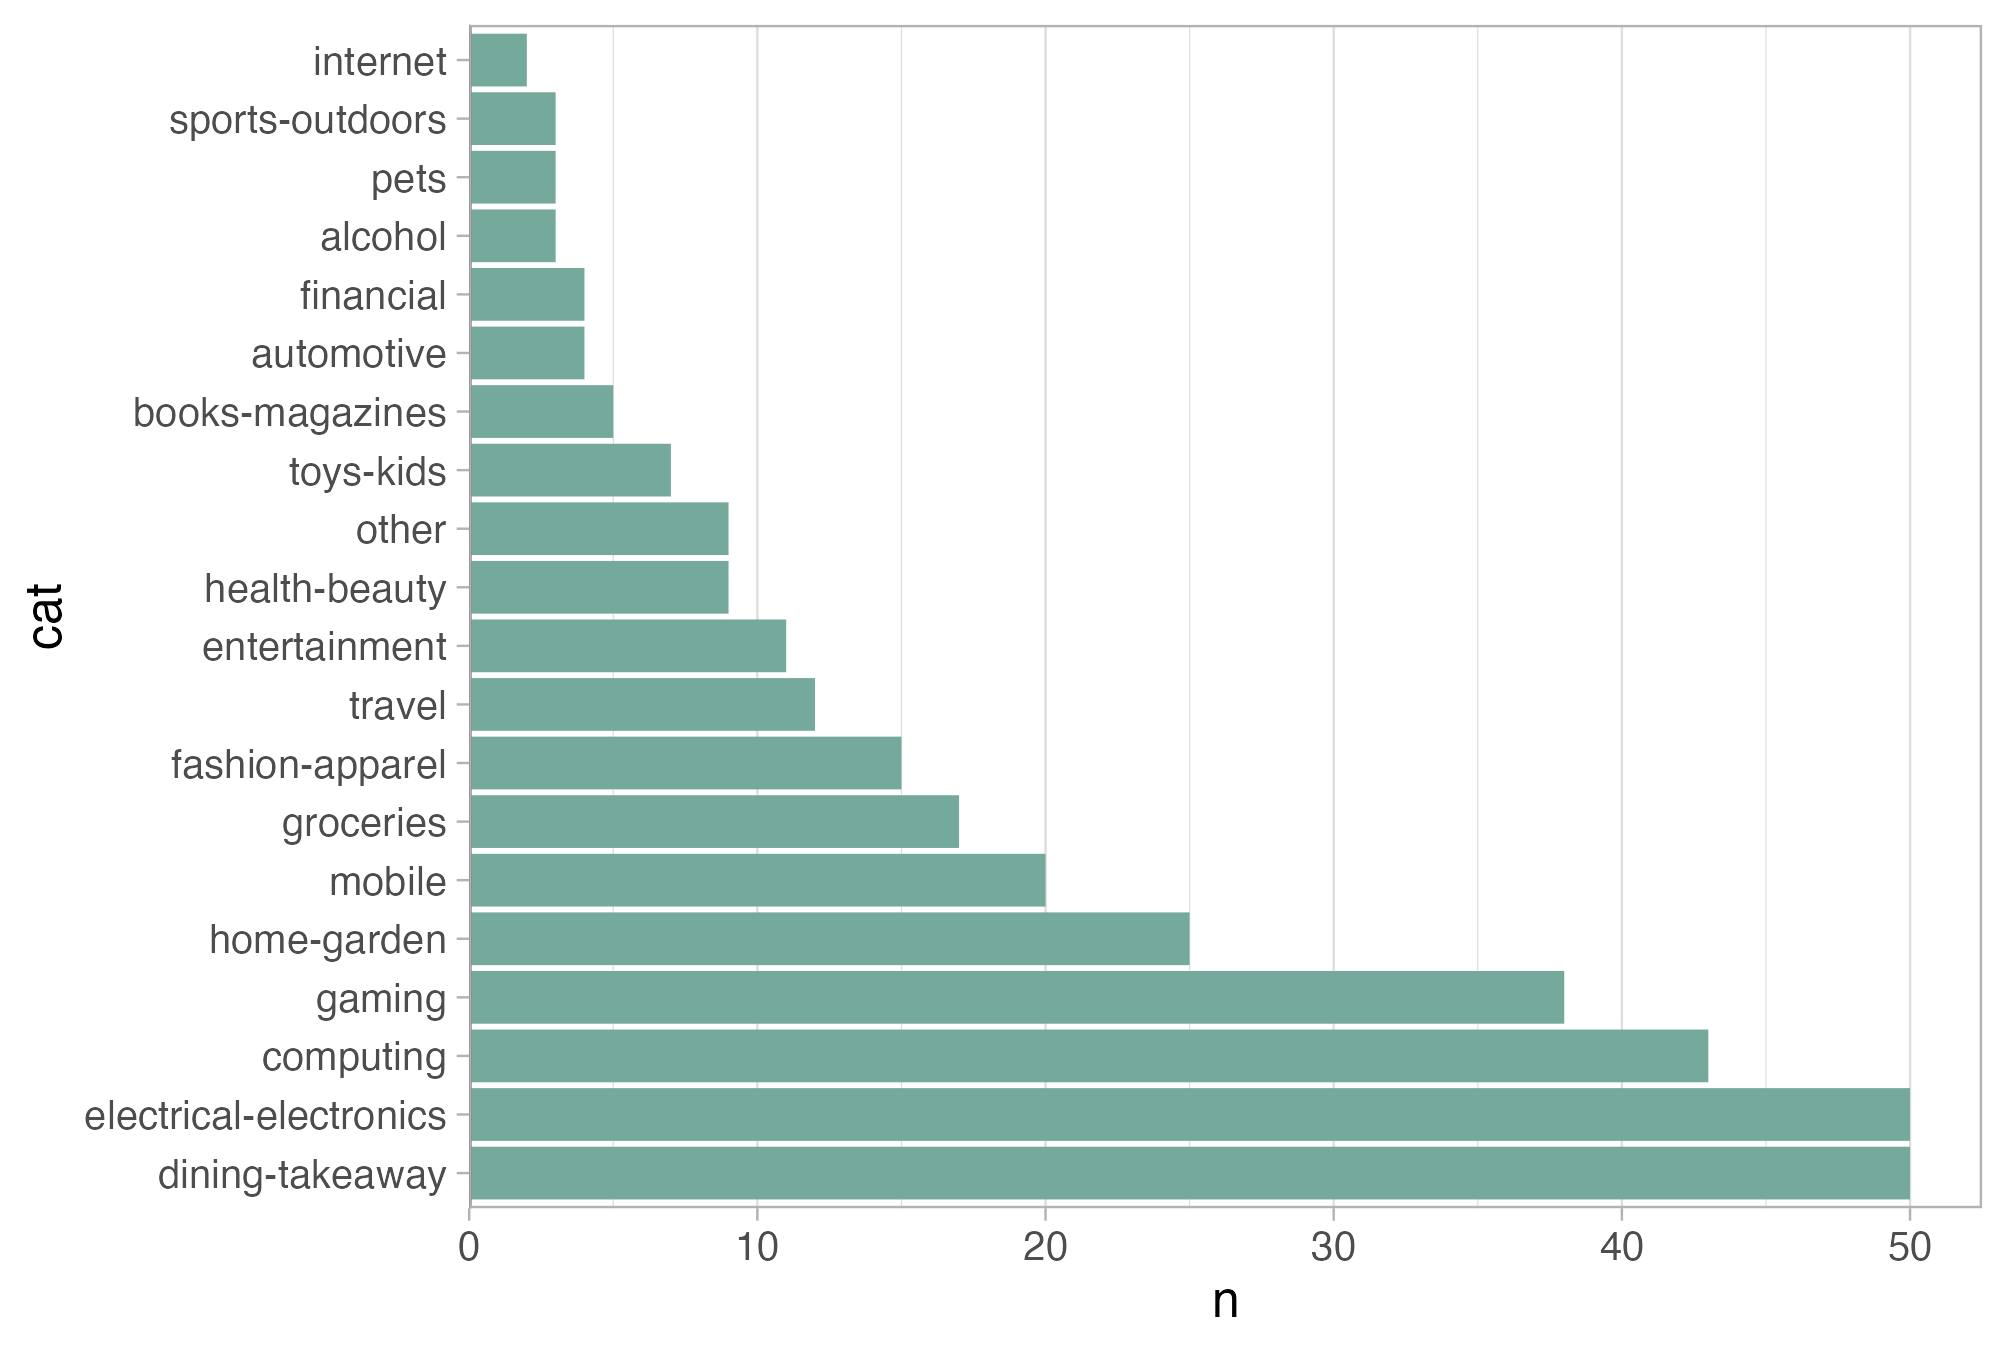 internet
sports-outdoors
pets
alcohol
financial
automotive
books-magazines
toys-kids
other
health-beauty
entertainment
travel
fashion-apparel
groceries
mobile
home-garden
gaming
computing
electrical-electronics
dining-takeaway
cat
0 10 20 30 40 50
n